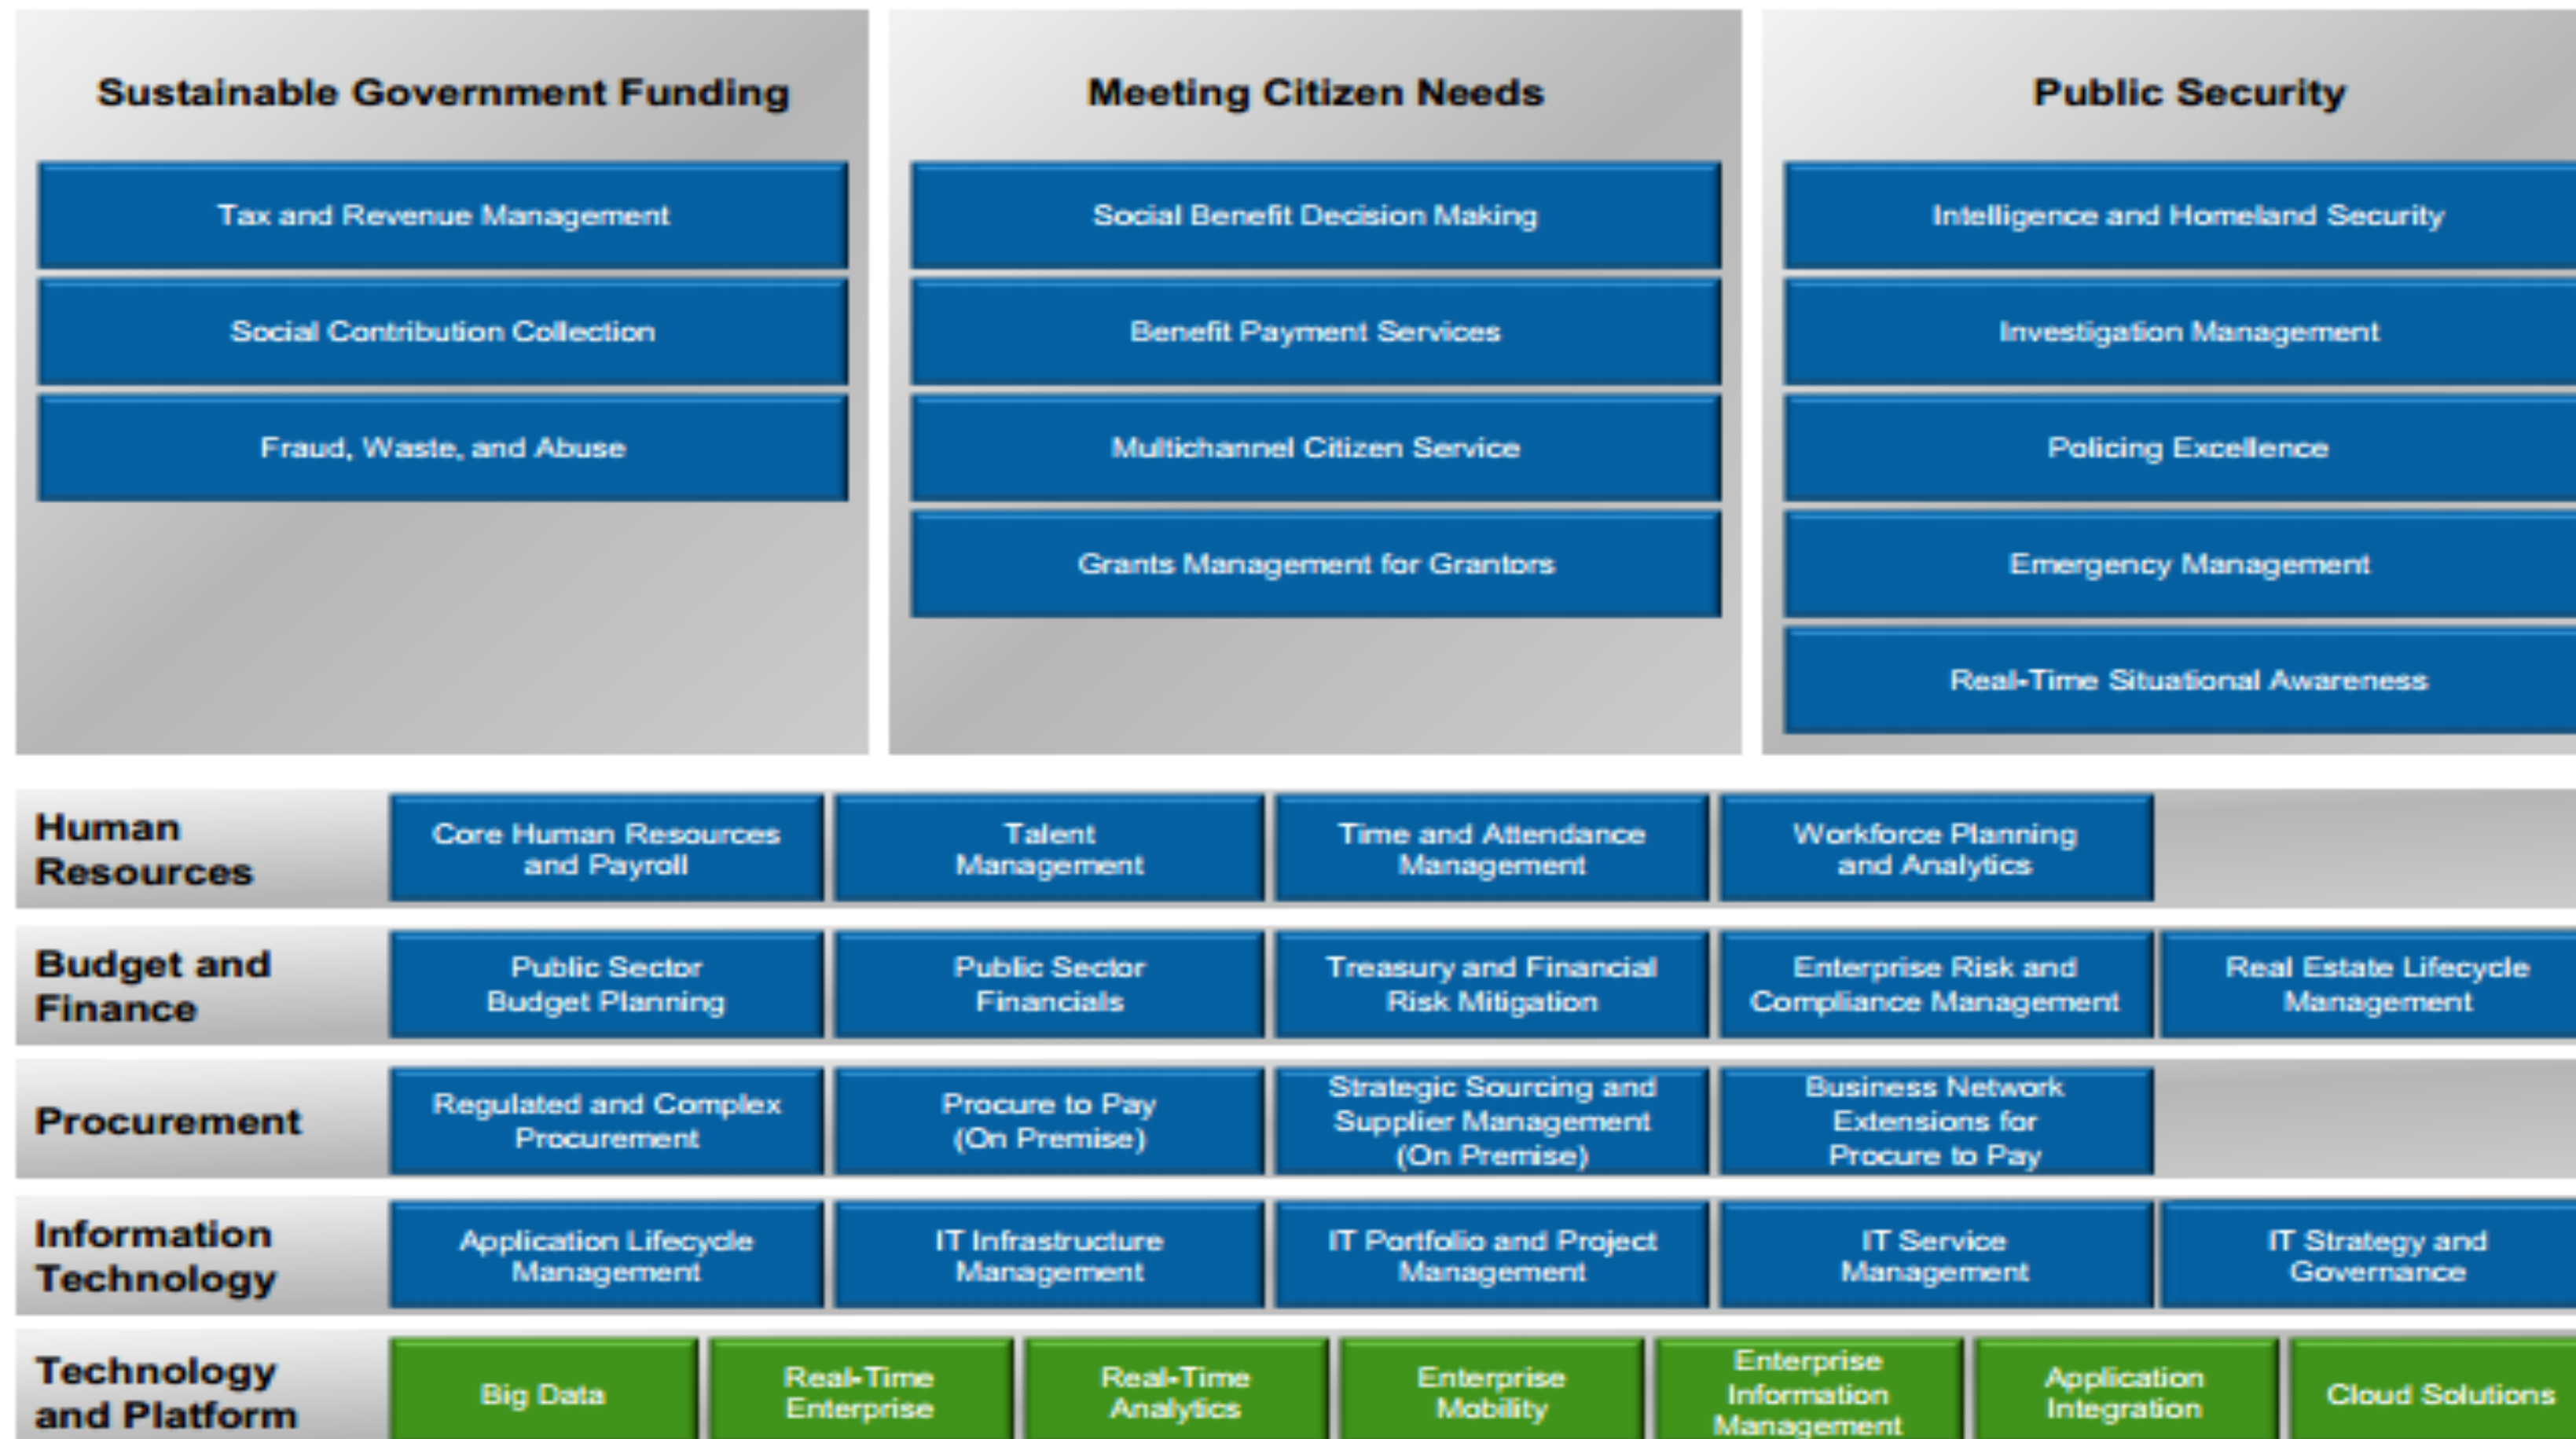 Sustainable Government Funding
Tax and Revenue Management
Social Contribution Collection
Fraud, Waste, and Abuse
Meeting Citizen Needs
Social Benefit Decision Making
Benefit Payment Services
Multichannel Citizen Service
Grants Management for Grantors
Public Security
Intelligence and Homeland Security
Investigation Management
Policing Excellence
Emergency Management
Real-Time Situational Awareness
Human
Resources
Core Human Resources
and Payroll
Talent
Management
Time and Attendance
Management
Workforce Planning
and Analytics
Budget and
Finance
Public Sector
Budget Planning
Public Sector
Financials
Treasury and Financial
Risk Mitigation
Enterprise Risk and
Compliance Management
Real Estate Lifecycle
Management
Procurement
Regulated and Complex
Procurement
Procure to Pay
(On Premise)
Strategic Sourcing and
Supplier Management
(On Premise)
Business Network
Extensions for
Procure to Pay
Information
Technology
Application Lifecycle
Management
IT Infrastructure
Management
IT Portfolio and Project
Management
IT Service
Management
IT Strategy and
Governance
Technology
and Platform
Big Data
Real-Time
Enterprise
Real-Time
Analytics
Enterprise
Mobility
Enterprise
Information
Management
Application
Integration
Cloud Solutions